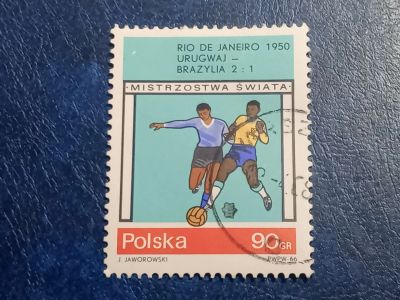 RIO DE JANEIRO 1950
URUGWAJ –
BRAZYLIA 2 : 1
MISTRZOSTWA ŚWIATA
Polska 90 GR
J. JAWOROWSKI PWPW-66